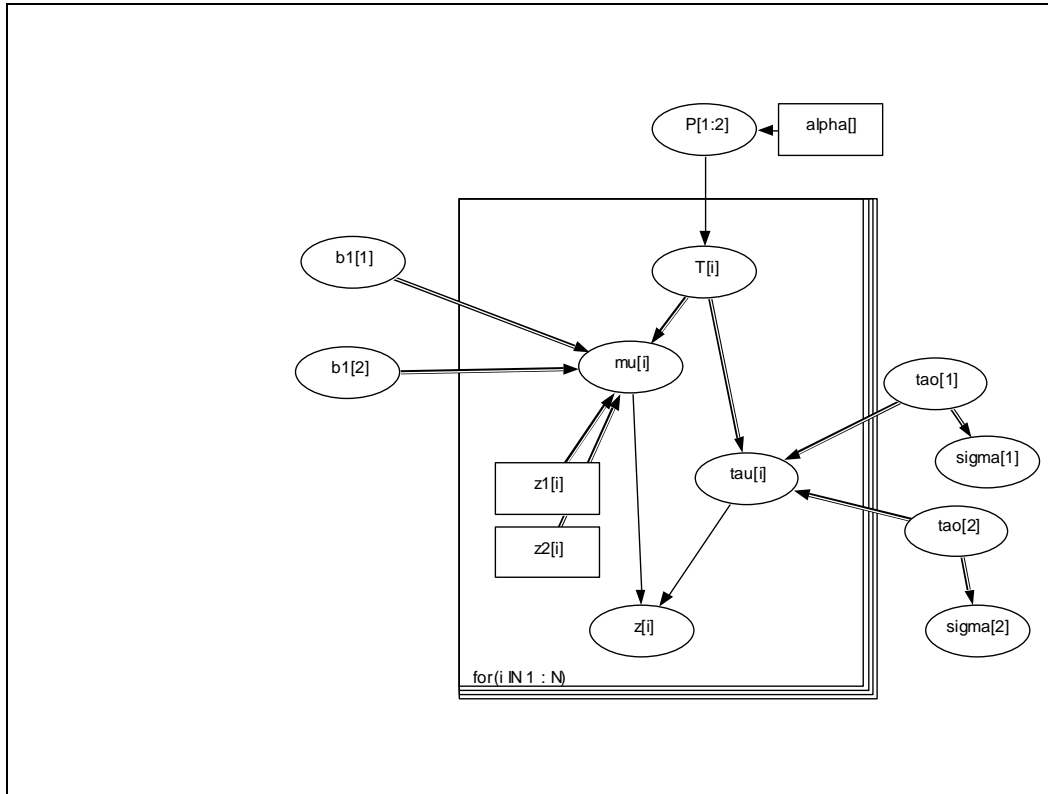 P[1:2]
alpha[]
b1[1]
T[i]
b1[2]
mu[i]
tao[1]
sigma[1]
z1[i]
tau[i]
z2[i]
tao[2]
z[i]
sigma[2]
for(i IN 1 : N)